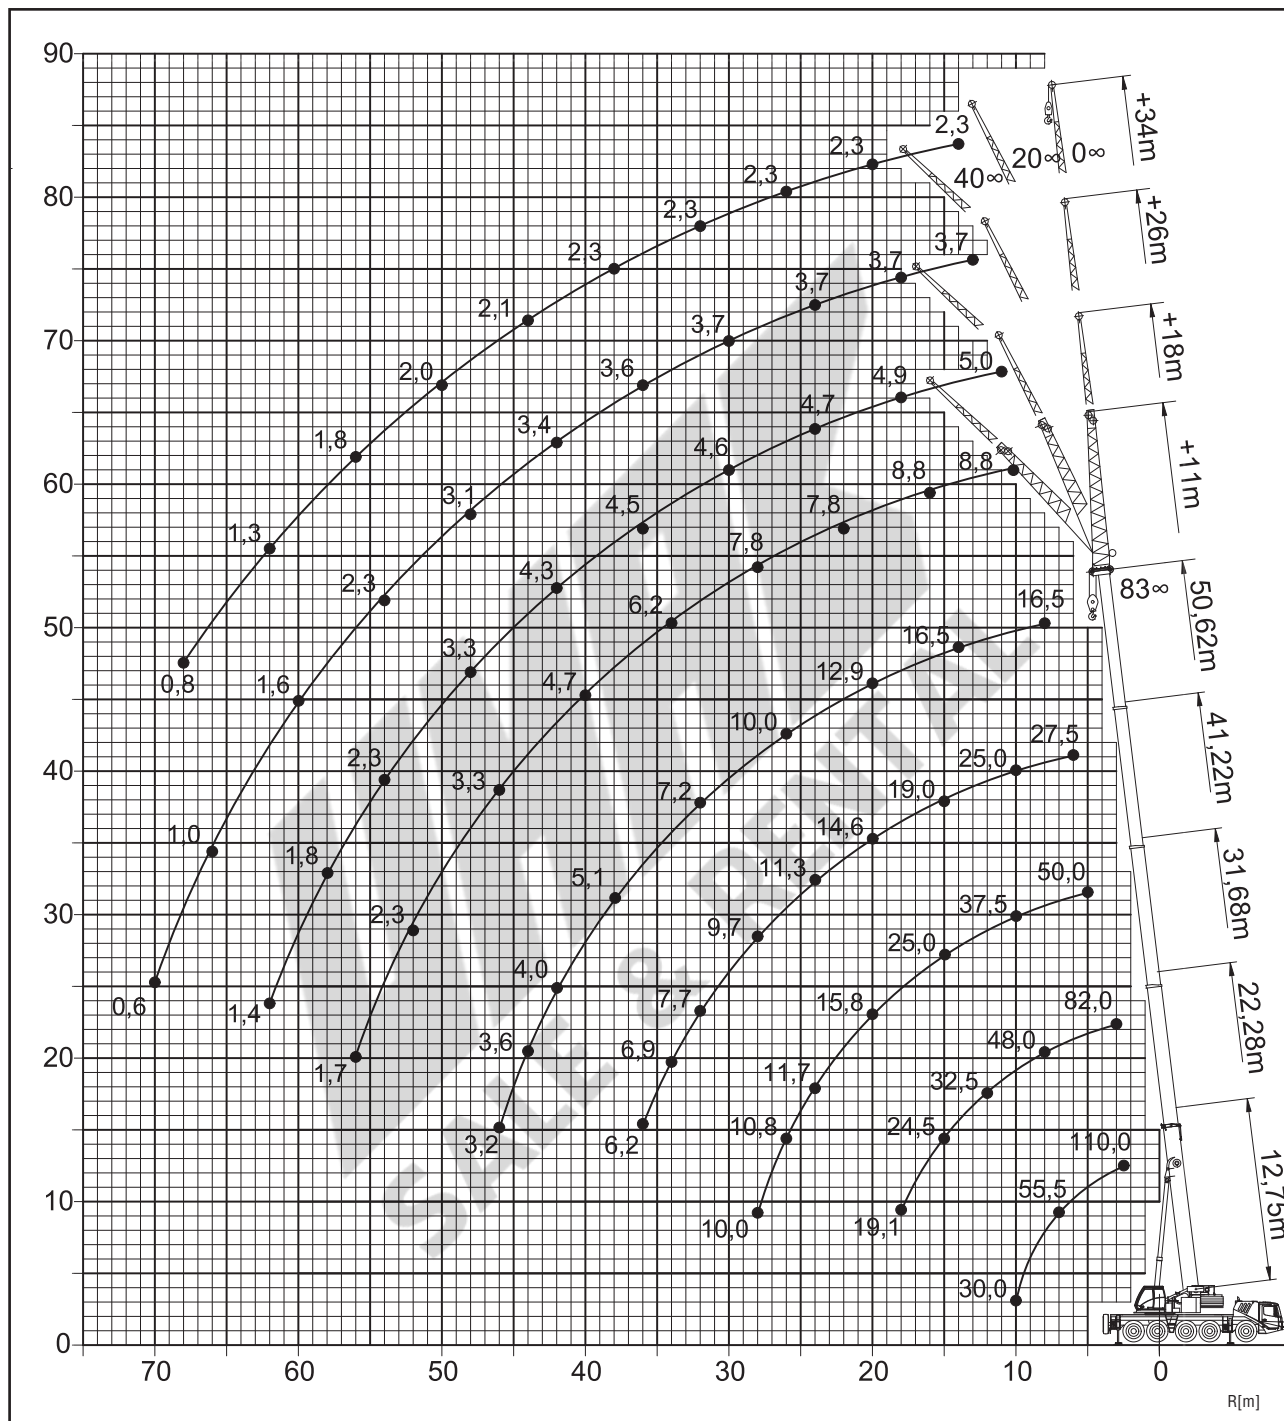 90
80
70
60
50
40
30
20
10
0
70 60 50 40 30 20 10 0
R[m]
+34m
+26m
+18m
+11m
50,62m
41,22m
31,68m
22,28m
12,75m
40∞ 20∞ 0∞
83∞
0,8 1,3 1,8 2,0 2,1 2,3 2,3 2,3 2,3 2,3
0,6 1,0 1,6 2,3 3,1 3,4 3,6 3,7 3,7 3,7 3,7
1,4 1,8 2,3 3,3 4,3 4,5 4,6 4,7 4,9 5,0
1,7 2,3 3,3 4,7 6,2 7,8 7,8 8,8 8,8
3,2 3,6 4,0 5,1 7,2 10,0 12,9 16,5 16,5
6,2 6,9 7,7 9,7 11,3 14,6 19,0 25,0 27,5
10,0 10,8 11,7 15,8 25,0 37,5 50,0
19,1 24,5 32,5 48,0 82,0
30,0 55,5 110,0
SALE & RENTAL